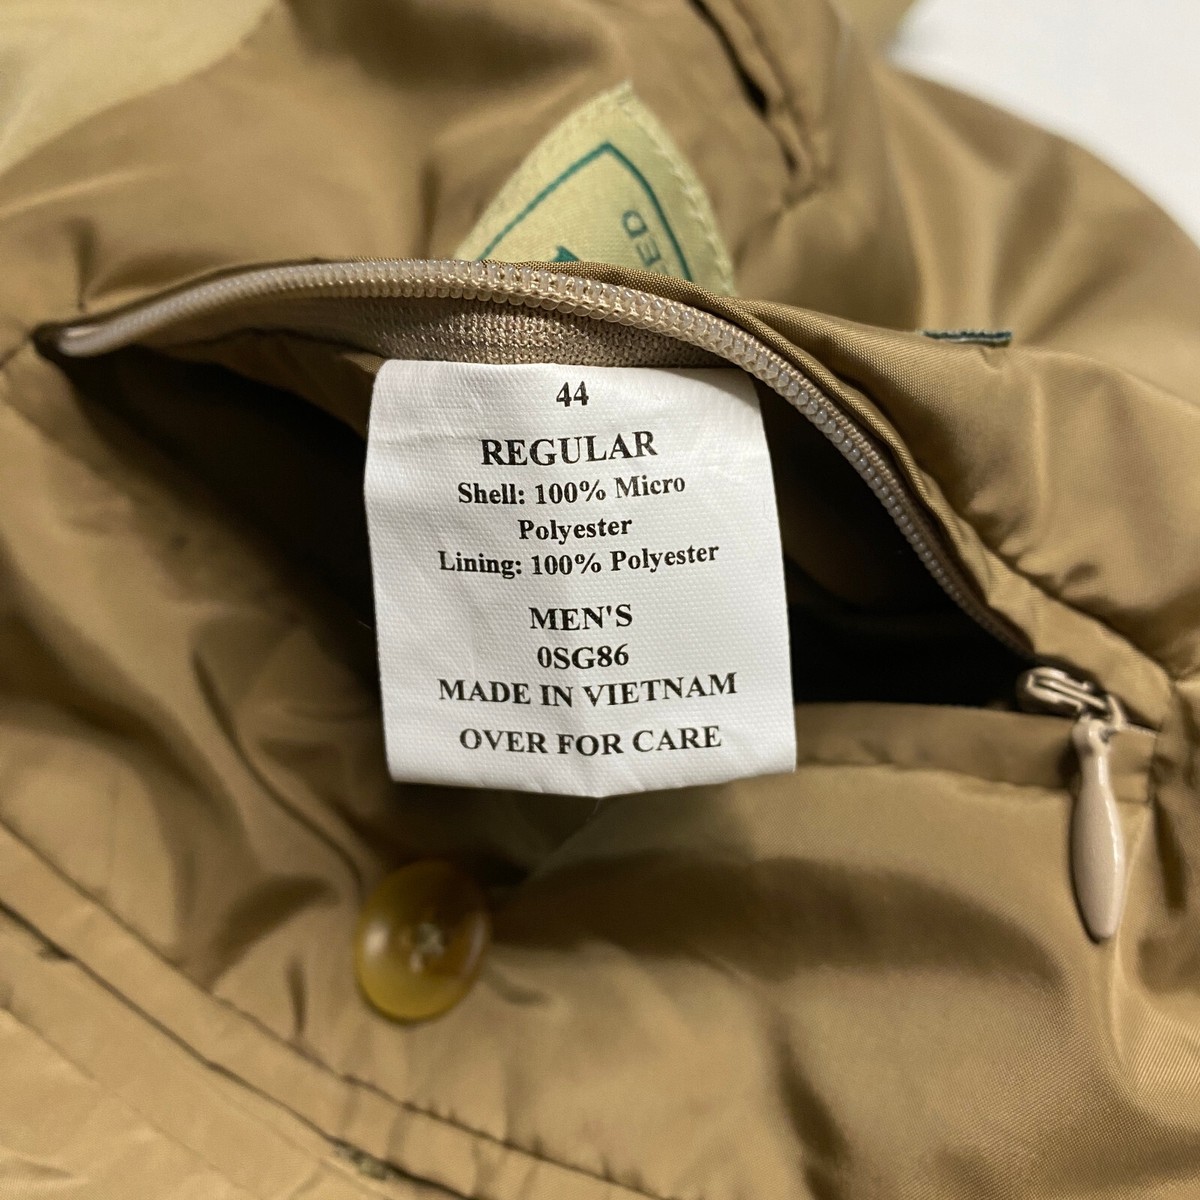 44
REGULAR
Shell: 100% Micro
Polyester
Lining: 100% Polyester
MEN'S
0SG86
MADE IN VIETNAM
OVER FOR CARE